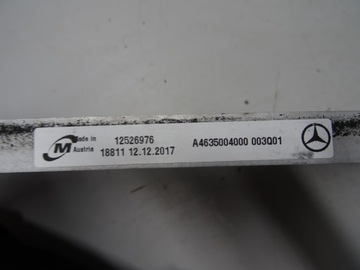 M
Made in
Austria
12526976
18811 12.12.2017
A4635004000 003Q01